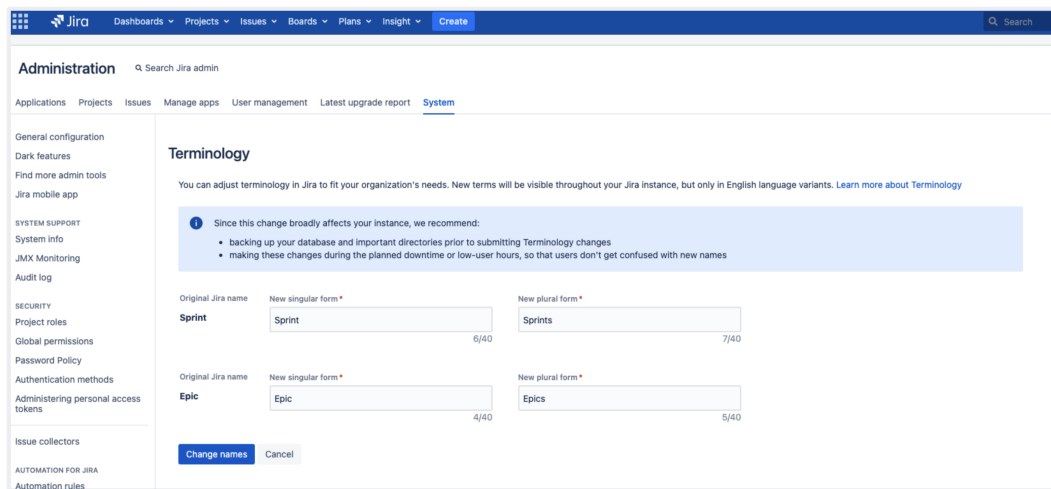 Jira Dashboards Projects Issues Boards Plans Insight Create Search
Administration Search Jira admin
Applications Projects Issues Manage apps User management Latest upgrade report System
General configuration
Dark features
Find more admin tools
Jira mobile app
SYSTEM SUPPORT
System info
JMX Monitoring
Audit log
SECURITY
Project roles
Global permissions
Password Policy
Authentication methods
Administering personal access
tokens
Issue collectors
AUTOMATION FOR JIRA
Automation rules
Terminology
You can adjust terminology in Jira to fit your organization's needs. New terms will be visible throughout your Jira instance, but only in English language variants. Learn more about Terminology
Since this change broadly affects your instance, we recommend:
• backing up your database and important directories prior to submitting Terminology changes
• making these changes during the planned downtime or low-user hours, so that users don't get confused with new names
Original Jira name New singular form * New plural form *
Sprint Sprint Sprints
6/40 7/40
Original Jira name New singular form * New plural form *
Epic Epic Epics
4/40 5/40
Change names Cancel